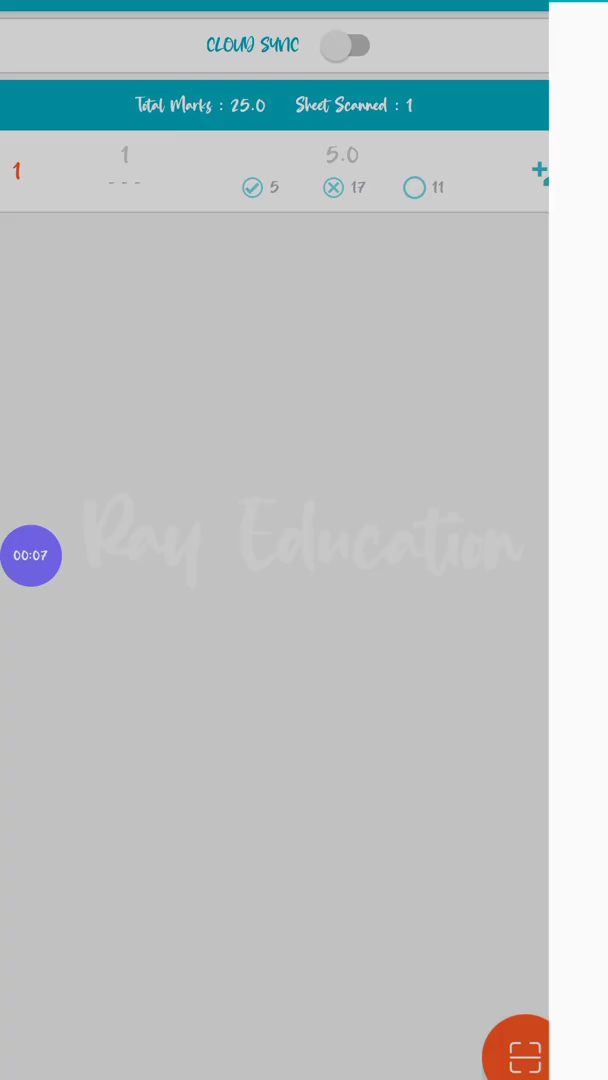 CLOUD SYNC
Total Marks : 25.0 Sheet Scanned : 1
1 1 5.0
--- 5 17 11
Ray Education
00:07